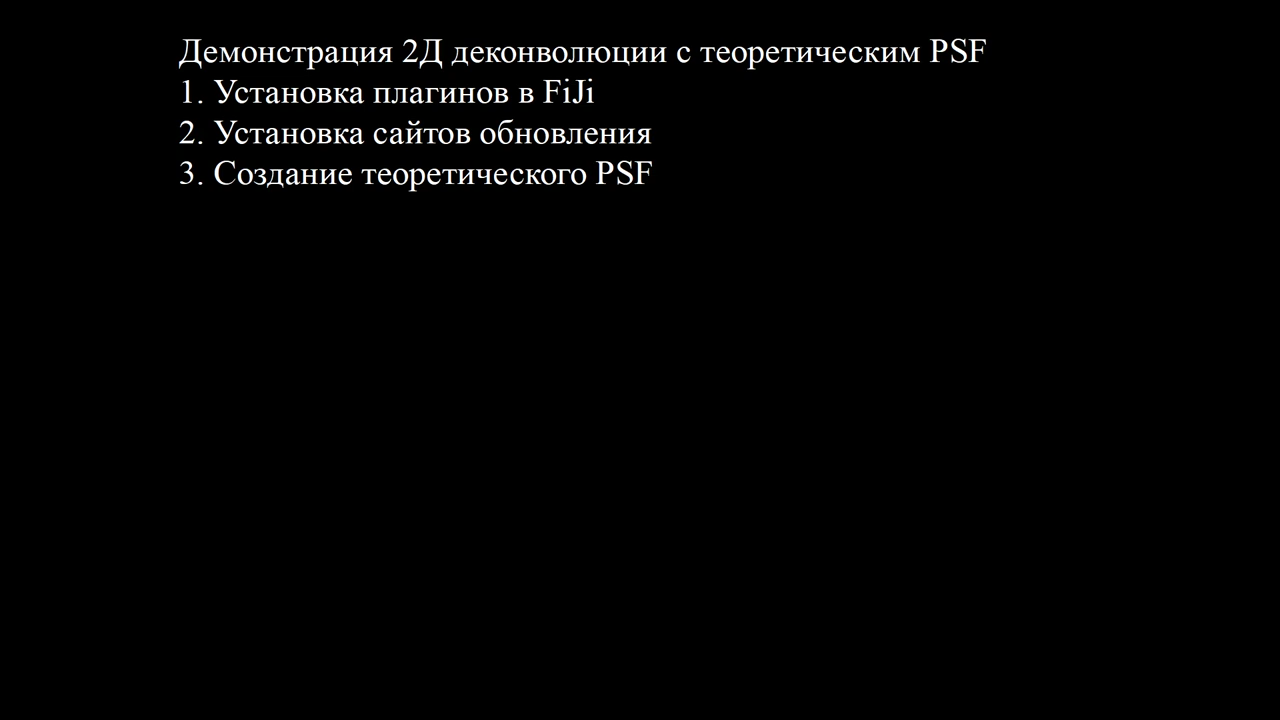 Демонстрация 2Д деконволюции с теоретическим PSF
1. Установка плагинов в FiJi
2. Установка сайтов обновления
3. Создание теоретического PSF